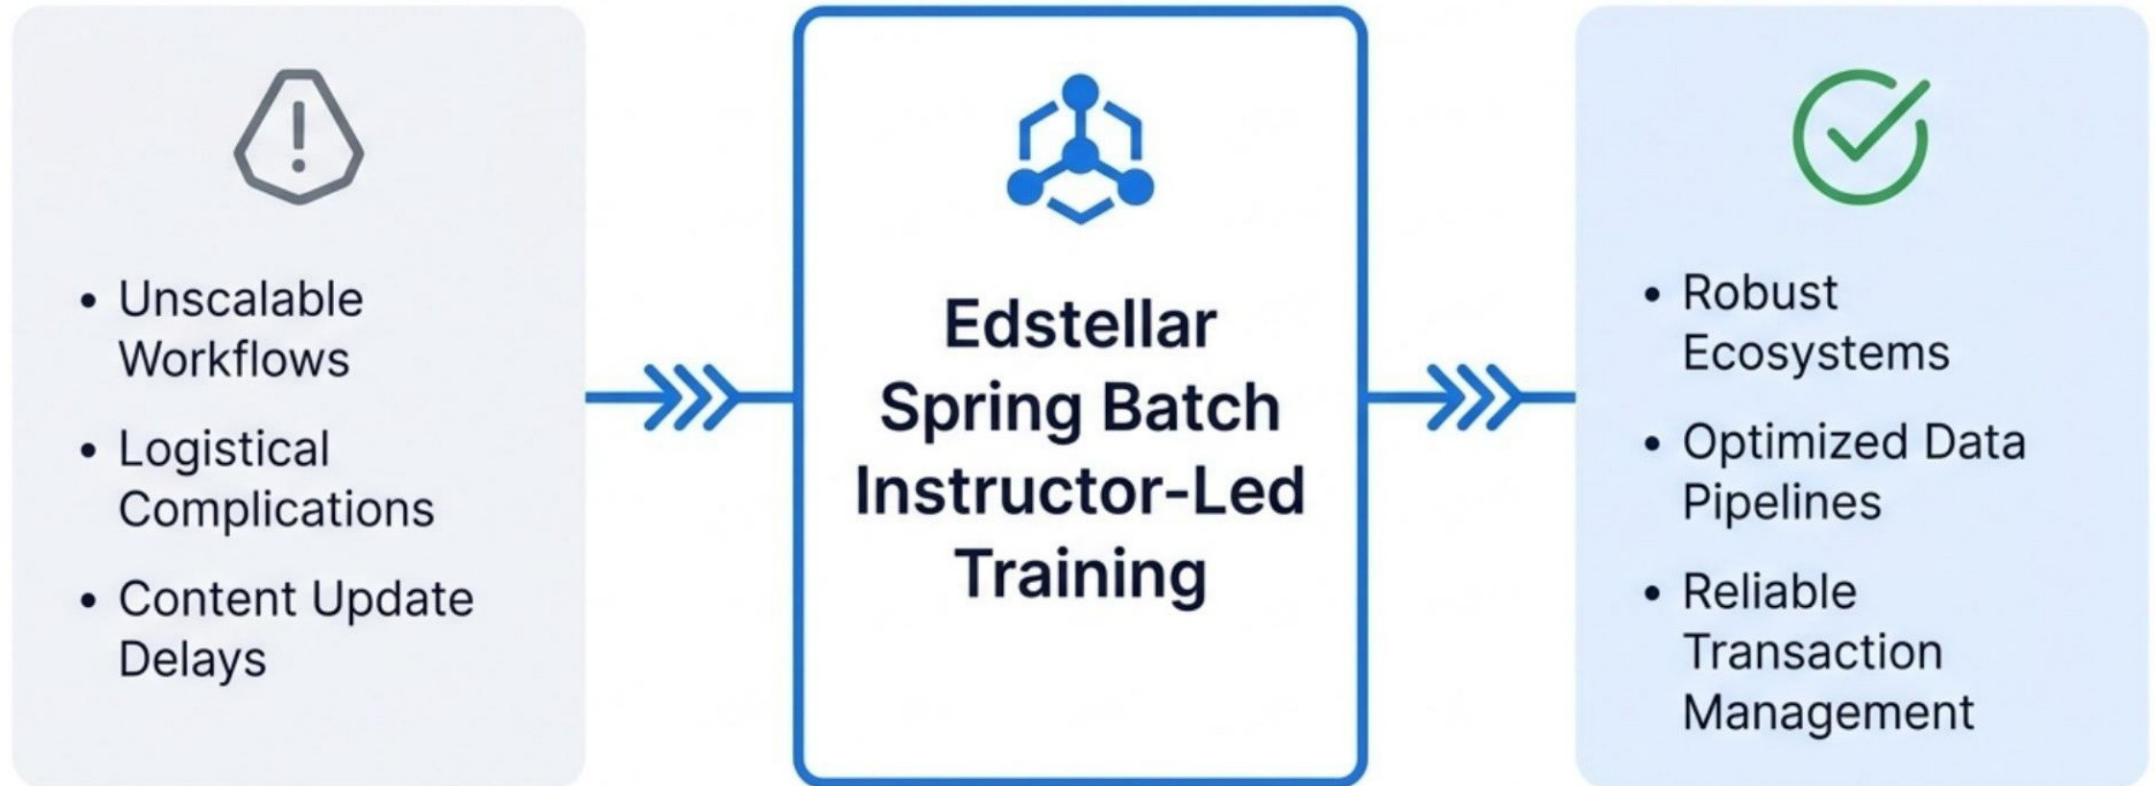 • Unscalable
Workflows
• Logistical
Complications
• Content Update
Delays
Edstellar
Spring Batch
Instructor-Led
Training
• Robust
Ecosystems
• Optimized Data
Pipelines
• Reliable
Transaction
Management